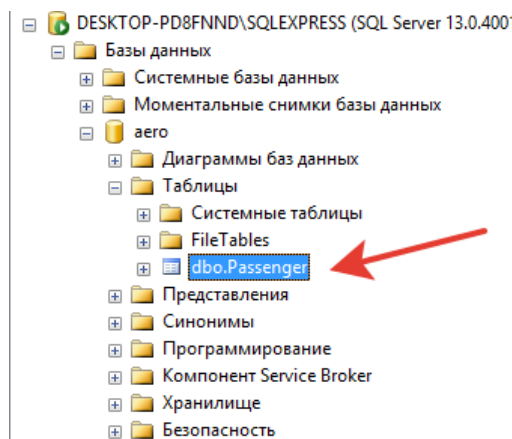 DESKTOP-PD8FNND\SQLEXPRESS (SQL Server 13.0.4001
Базы данных
Системные базы данных
Моментальные снимки базы данных
aero
Диаграммы баз данных
Таблицы
Системные таблицы
FileTables
dbo.Passenger
Представления
Синонимы
Программирование
Компонент Service Broker
Хранилище
Безопасность